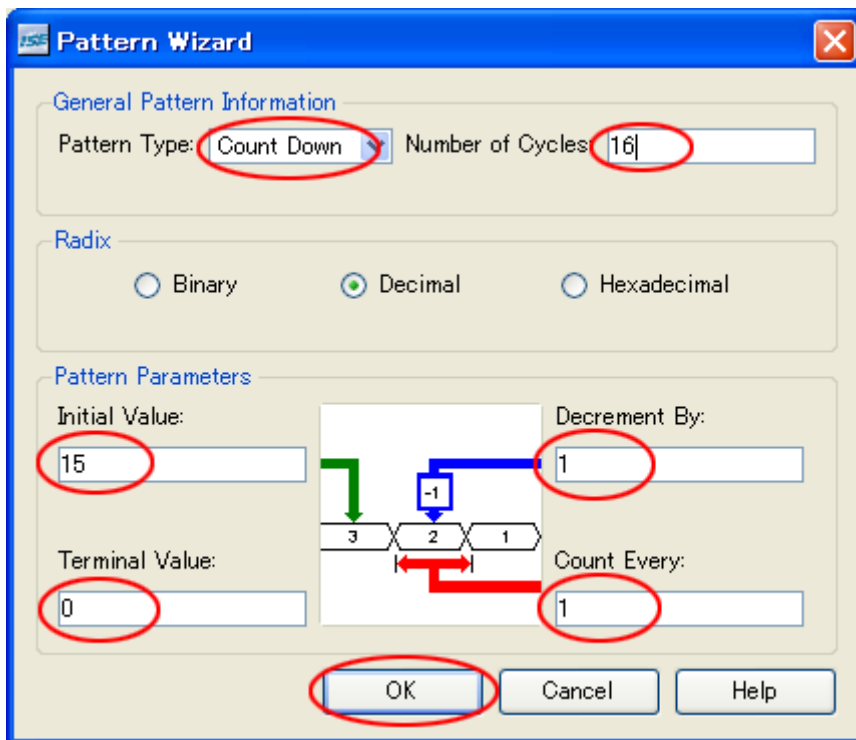 ISE Pattern Wizard
General Pattern Information
Pattern Type: Count Down Number of Cycles: 16
Radix
Binary Decimal Hexadecimal
Pattern Parameters
Initial Value: Decrement By:
15 1
-1
3 2 1
Terminal Value: Count Every:
0 1
OK Cancel Help